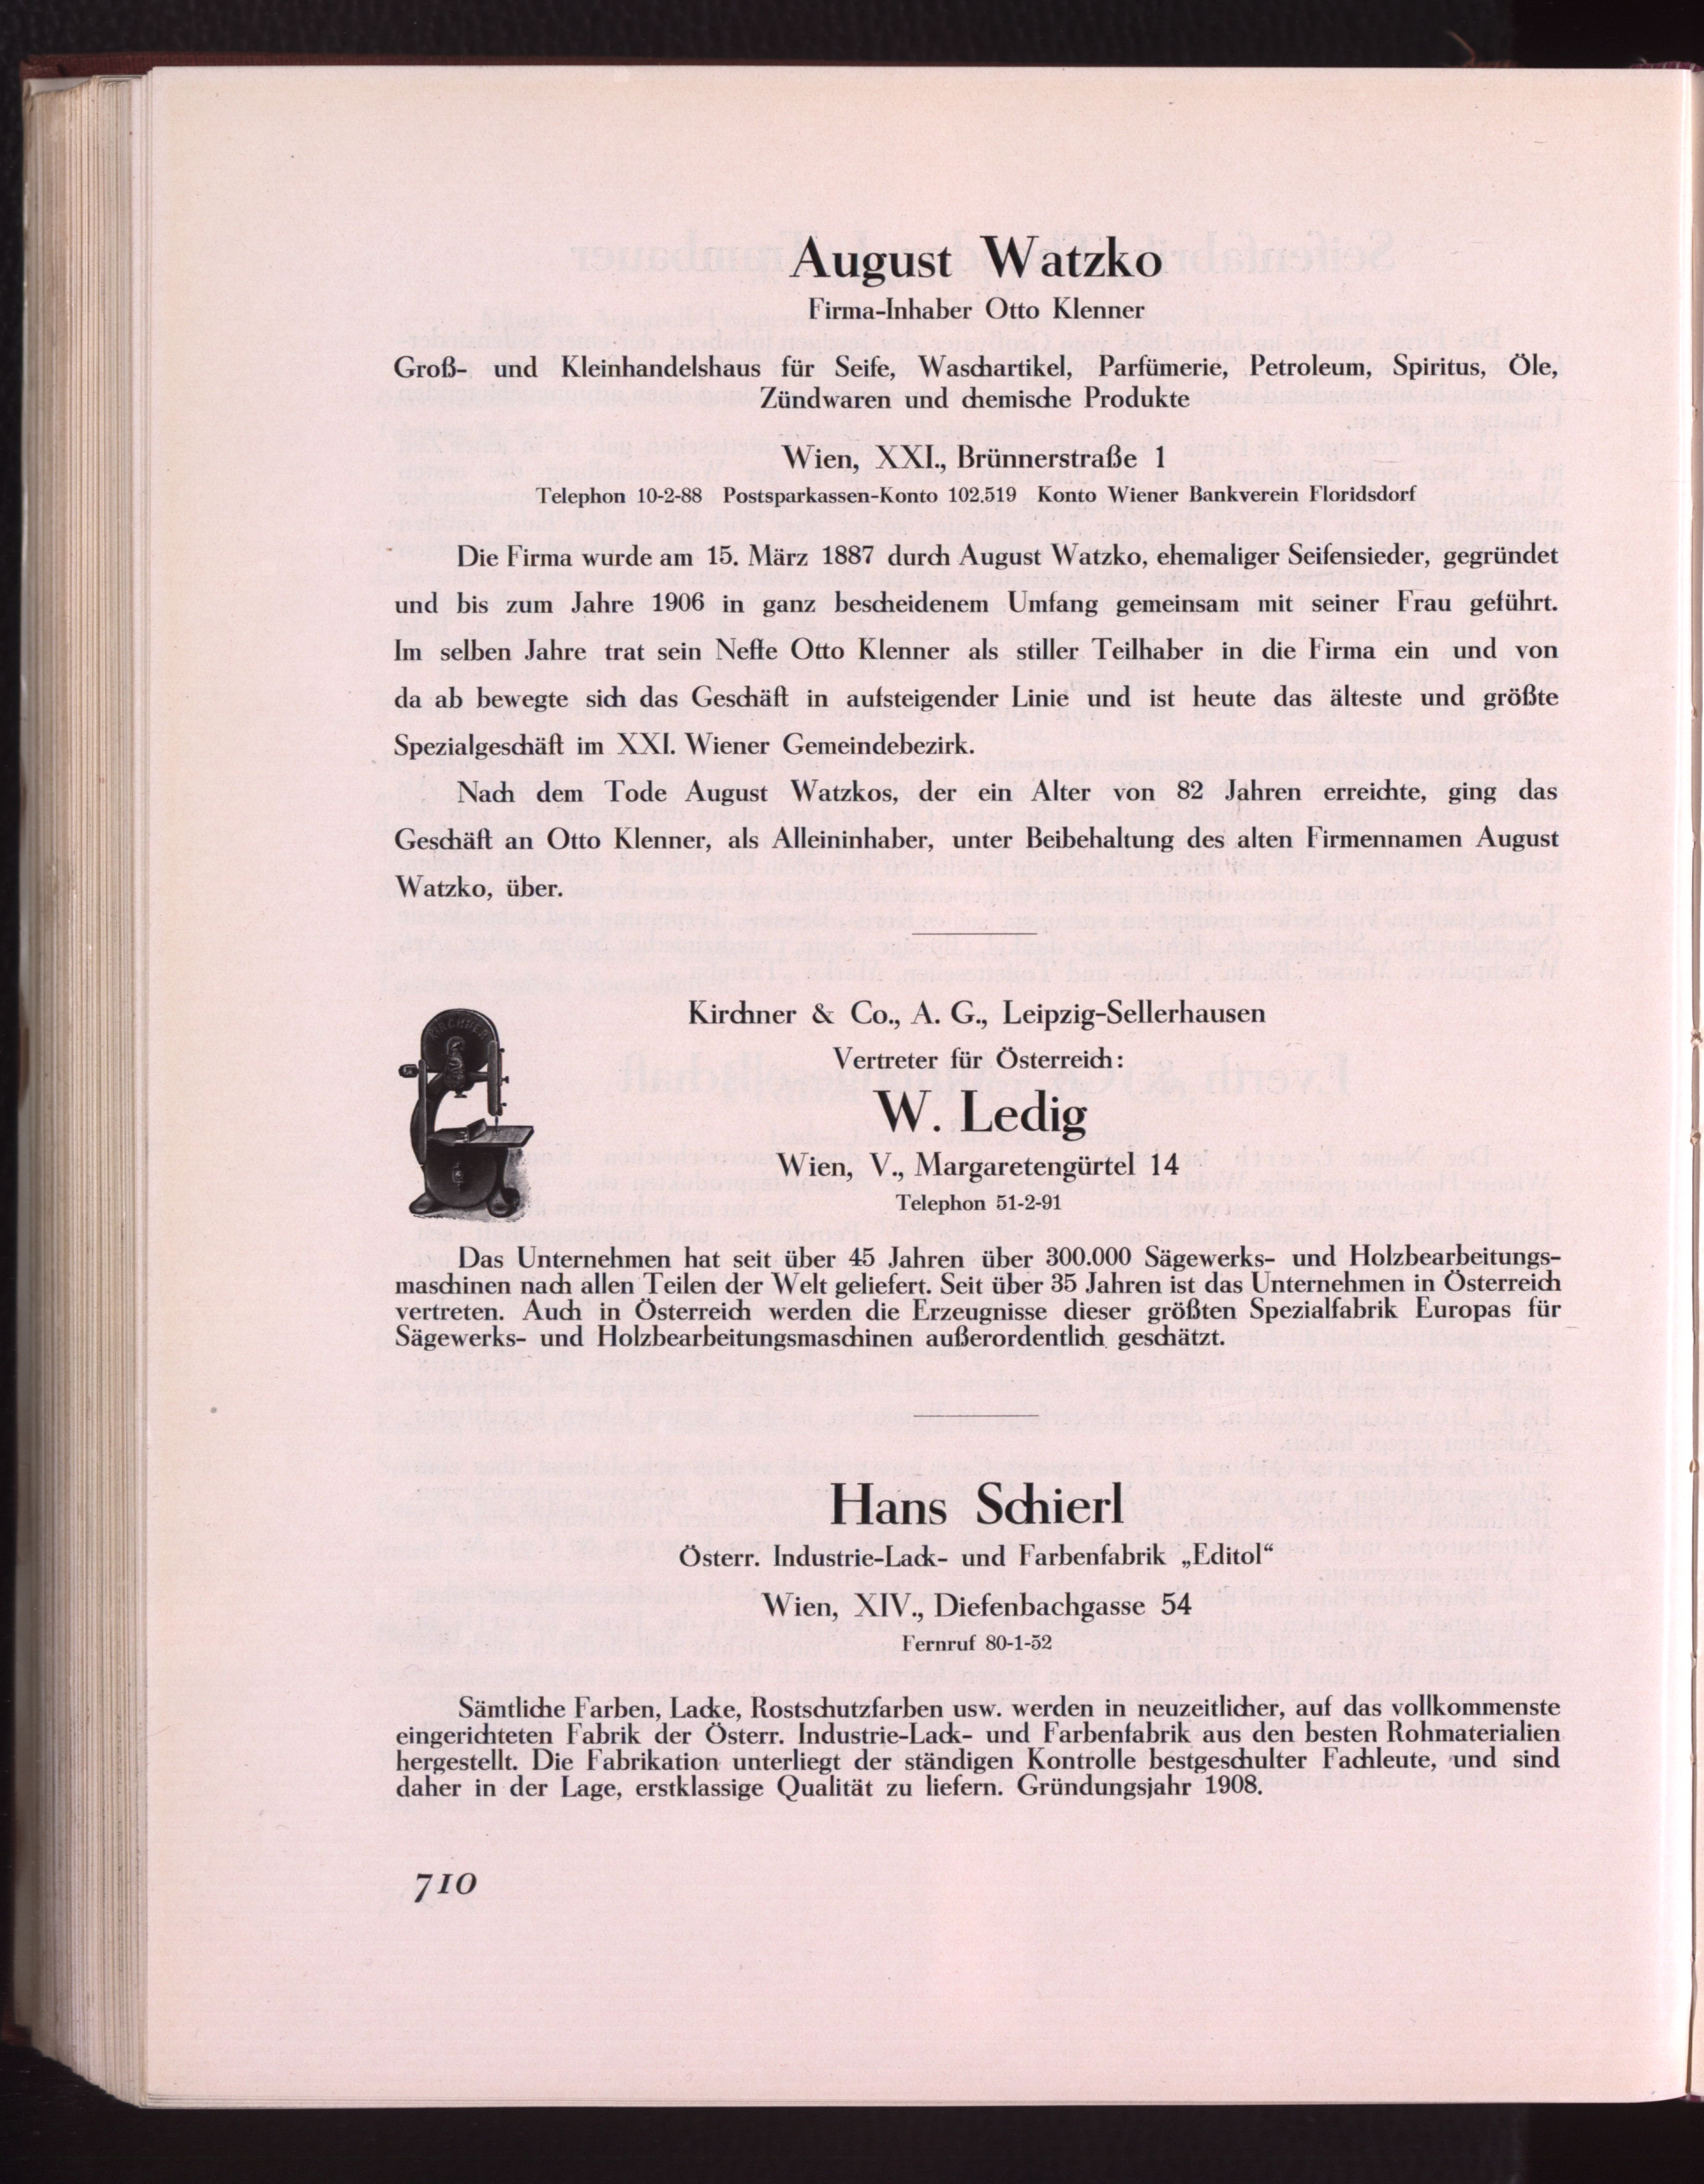 August Watzko
Firma-Inhaber Otto Klenner
Groß- und Kleinhandelshaus für Seife, Waschartikel, Parfümerie, Petroleum, Spiritus, Öle,
Zündwaren und chemische Produkte
Wien, XXI., Brünnerstraße 1
Telephon 10-2-88 Postsparkassen-Konto 102.519 Konto Wiener Bankverein Floridsdorf
Die Firma wurde am 15. März 1887 durch August Watzko, ehemaliger Seifensieder, gegründet
und bis zum Jahre 1906 in ganz bescheidenem Umfang gemeinsam mit seiner Frau geführt.
Im selben Jahre trat sein Neffe Otto Klenner als stiller Teilhaber in die Firma ein und von
da ab bewegte sich das Geschäft in aufsteigender Linie und ist heute das älteste und größte
Spezialgeschäft im XXI. Wiener Gemeindebezirk.
Nach dem Tode August Watzkos, der ein Alter von 82 Jahren erreichte, ging das
Geschäft an Otto Klenner, als Alleininhaber, unter Beibehaltung des alten Firmennamen August
Watzko, über.
KIRCHNER
Kirchner & Co., A. G., Leipzig-Sellerhausen
Vertreter für Österreich:
W. Ledig
Wien, V., Margaretengürtel 14
Telephon 51-2-91
Das Unternehmen hat seit über 45 Jahren über 300.000 Sägewerks- und Holzbearbeitungs-
maschinen nach allen Teilen der Welt geliefert. Seit über 35 Jahren ist das Unternehmen in Österreich
vertreten. Auch in Österreich werden die Erzeugnisse dieser größten Spezialfabrik Europas für
Sägewerks- und Holzbearbeitungsmaschinen außerordentlich geschätzt.
Hans Schierl
Österr. Industrie-Lack- und Farbenfabrik „Editol“
Wien, XIV., Diefenbachgasse 54
Fernruf 80-1-52
Sämtliche Farben, Lacke, Rostschutzfarben usw. werden in neuzeitlicher, auf das vollkommenste
eingerichteten Fabrik der Österr. Industrie-Lack- und Farbenfabrik aus den besten Rohmaterialien
hergestellt. Die Fabrikation unterliegt der ständigen Kontrolle bestgeschulter Fachleute, und sind
daher in der Lage, erstklassige Qualität zu liefern. Gründungsjahr 1908.
710